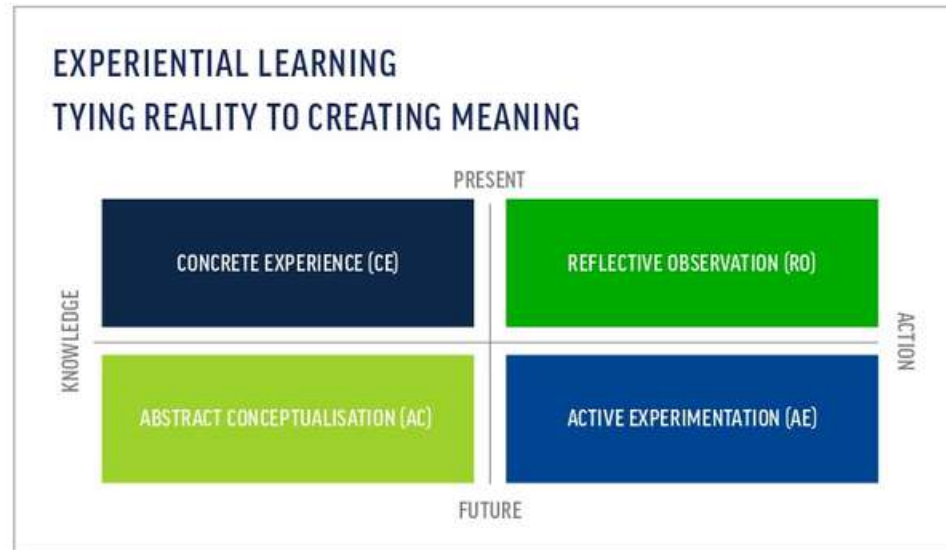 EXPERIENTIAL LEARNING
TYING REALITY TO CREATING MEANING
PRESENT
CONCRETE EXPERIENCE (CE)
REFLECTIVE OBSERVATION (RO)
KNOWLEDGE
ACTION
ABSTRACT CONCEPTUALISATION (AC)
ACTIVE EXPERIMENTATION (AE)
FUTURE